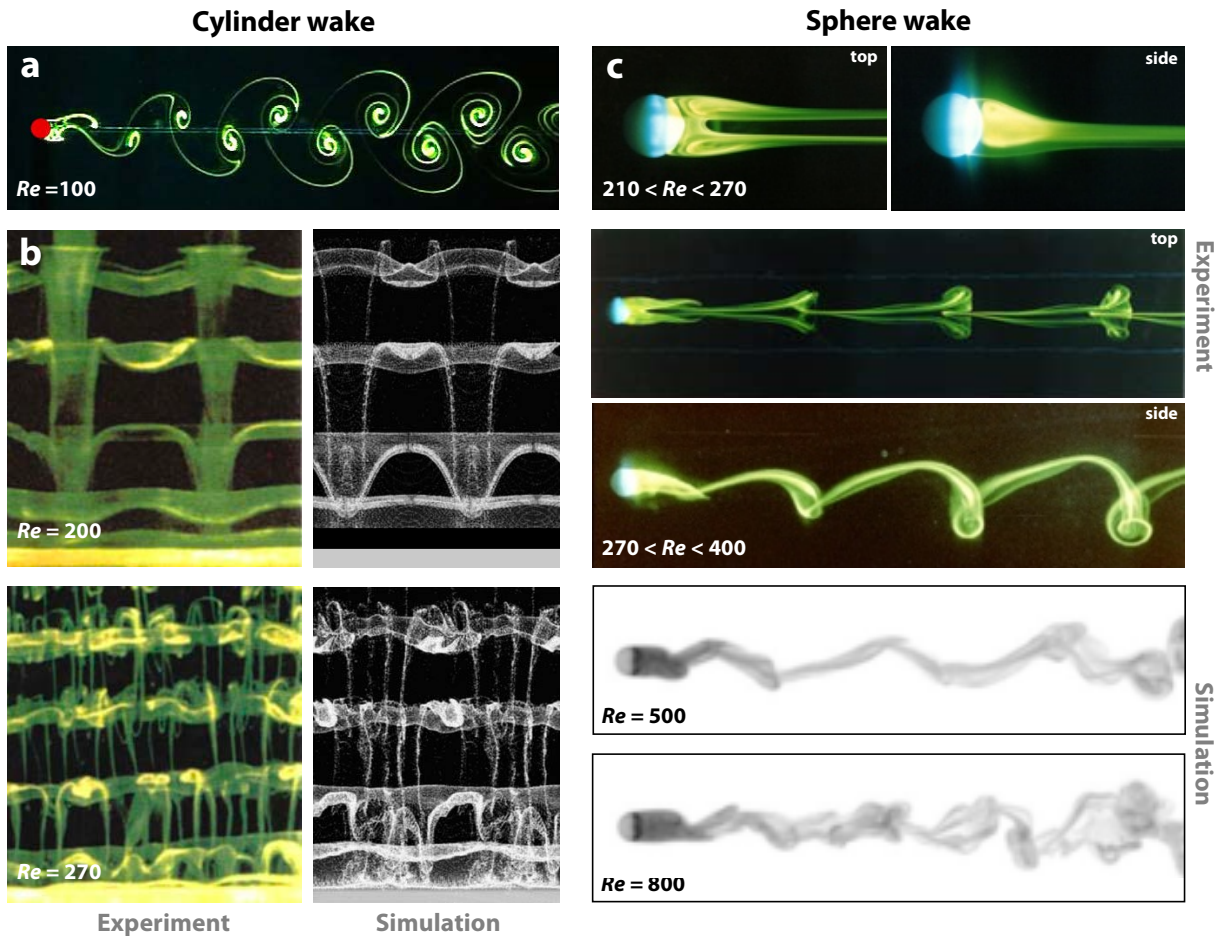 Cylinder wake
a
Re =100
b
Re = 200
Re = 270
Experiment
Simulation
Sphere wake
c
top
side
210 < Re < 270
top
side
270 < Re < 400
Experiment
Re = 500
Re = 800
Simulation